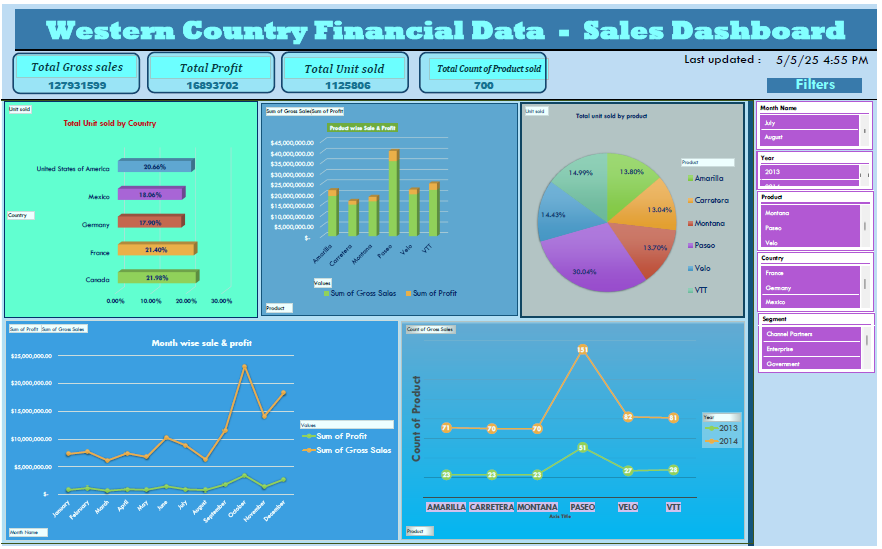 Western Country Financial Data - Sales Dashboard
Total Gross sales
127931599
Total Profit
16893702
Total Unit sold
1125806
Total Count of Product sold
700
Last updated : 5/5/25 4:55 PM
Filters
Unit sold
Total Unit sold by Country
United States of America
20.66%
Mexico
18.06%
Country
Germany
17.90%
France
21.40%
Canada
21.98%
0.00% 10.00% 20.00% 30.00%
Sum of Gross Sales Sum of Profit
Product wise Sale & Profit
$45,000,000.00
$40,000,000.00
$35,000,000.00
$30,000,000.00
$25,000,000.00
$20,000,000.00
$15,000,000.00
$10,000,000.00
$5,000,000.00
$-
Amarilla Carretera Montana Paseo Velo VTT
Values
Sum of Gross Sales Sum of Profit
Product
Unit sold
Total unit sold by product
14.99% 13.80%
14.43% 13.04%
13.70%
30.04%
Product
Amarilla
Carretera
Montana
Paseo
Velo
VTT
Month Name
July
August
Year
2013
Product
Montana
Paseo
Velo
Country
France
Germany
Mexico
Segment
Channel Partners
Enterprise
Government
Sum of Profit Sum of Gross Sales
Month wise sale & profit
$25,000,000.00
$20,000,000.00
$15,000,000.00
$10,000,000.00
$5,000,000.00
$-
January February March April May June July August September October November December
Values
Sum of Profit
Sum of Gross Sales
Month Name
Count of Gross Sales
Count of Product
151
71 70 70 82 81
51
23 23 23 27 28
AMARILLA CARRETERA MONTANA PASEO VELO VTT
Axis Title
Year
2013
2014
Product